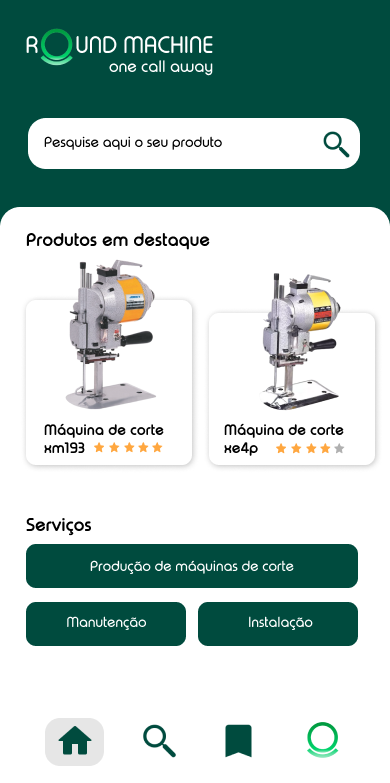 ROUND MACHINE
one call away
Pesquise aqui o seu produto
Produtos em destaque
Máquina de corte
xm193
Máquina de corte
xe4p
Serviços
Produção de máquinas de corte
Manutenção
Instalação